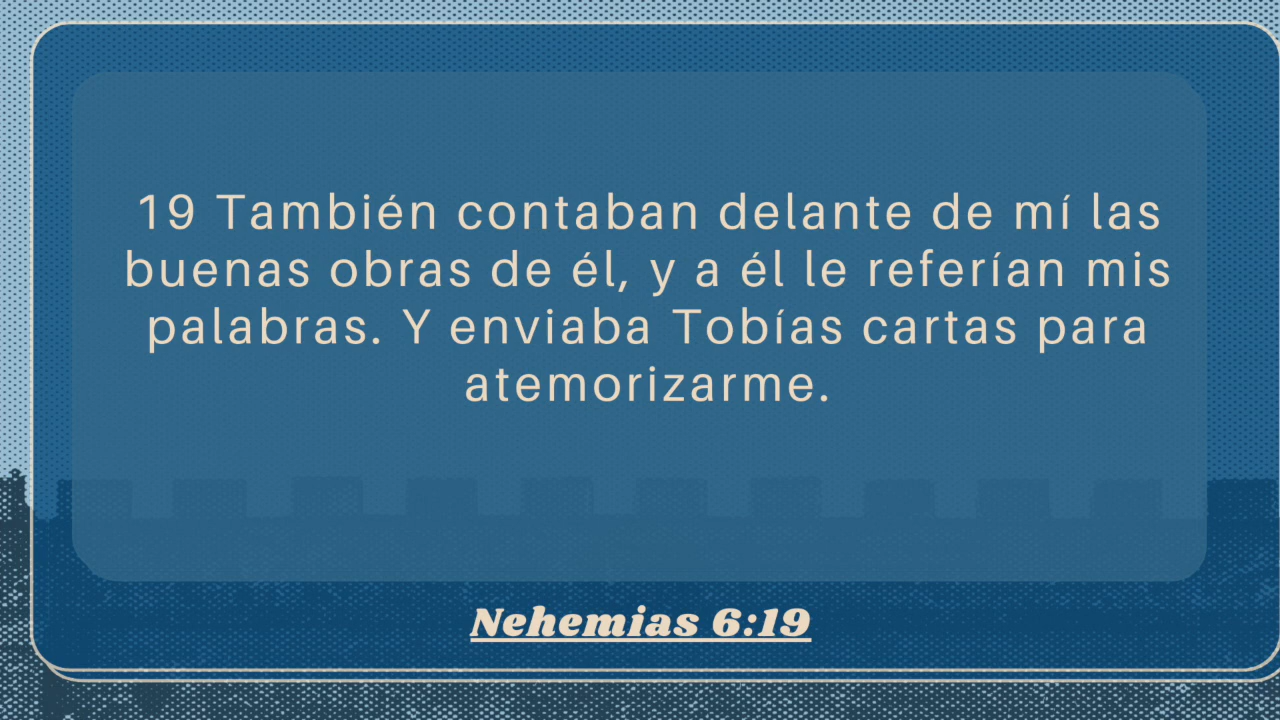 19 También contaban delante de mí las
buenas obras de él, y a él le referían mis
palabras. Y enviaba Tobías cartas para
atemorizarme.
Nehemias 6:19